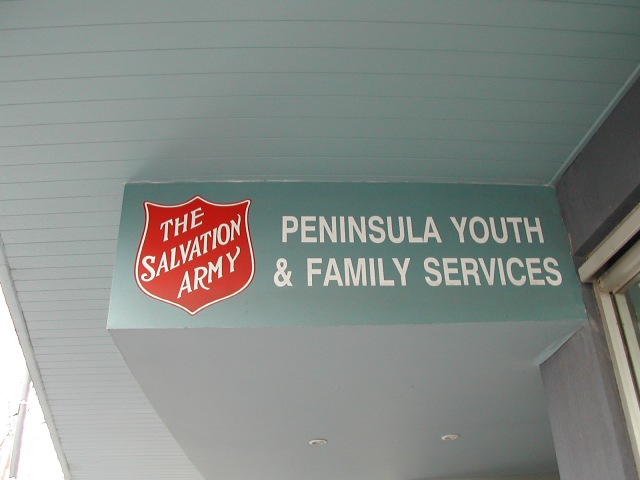 THE
SALVATION
ARMY
PENINSULA YOUTH
& FAMILY SERVICES